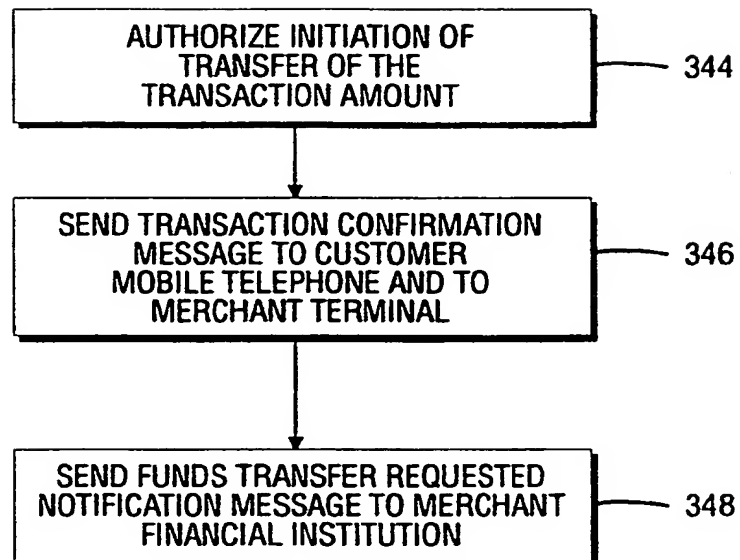 AUTHORIZE INITIATION OF
TRANSFER OF THE
TRANSACTION AMOUNT
344
SEND TRANSACTION CONFIRMATION
MESSAGE TO CUSTOMER
MOBILE TELEPHONE AND TO
MERCHANT TERMINAL
346
SEND FUNDS TRANSFER REQUESTED
NOTIFICATION MESSAGE TO MERCHANT
FINANCIAL INSTITUTION
348